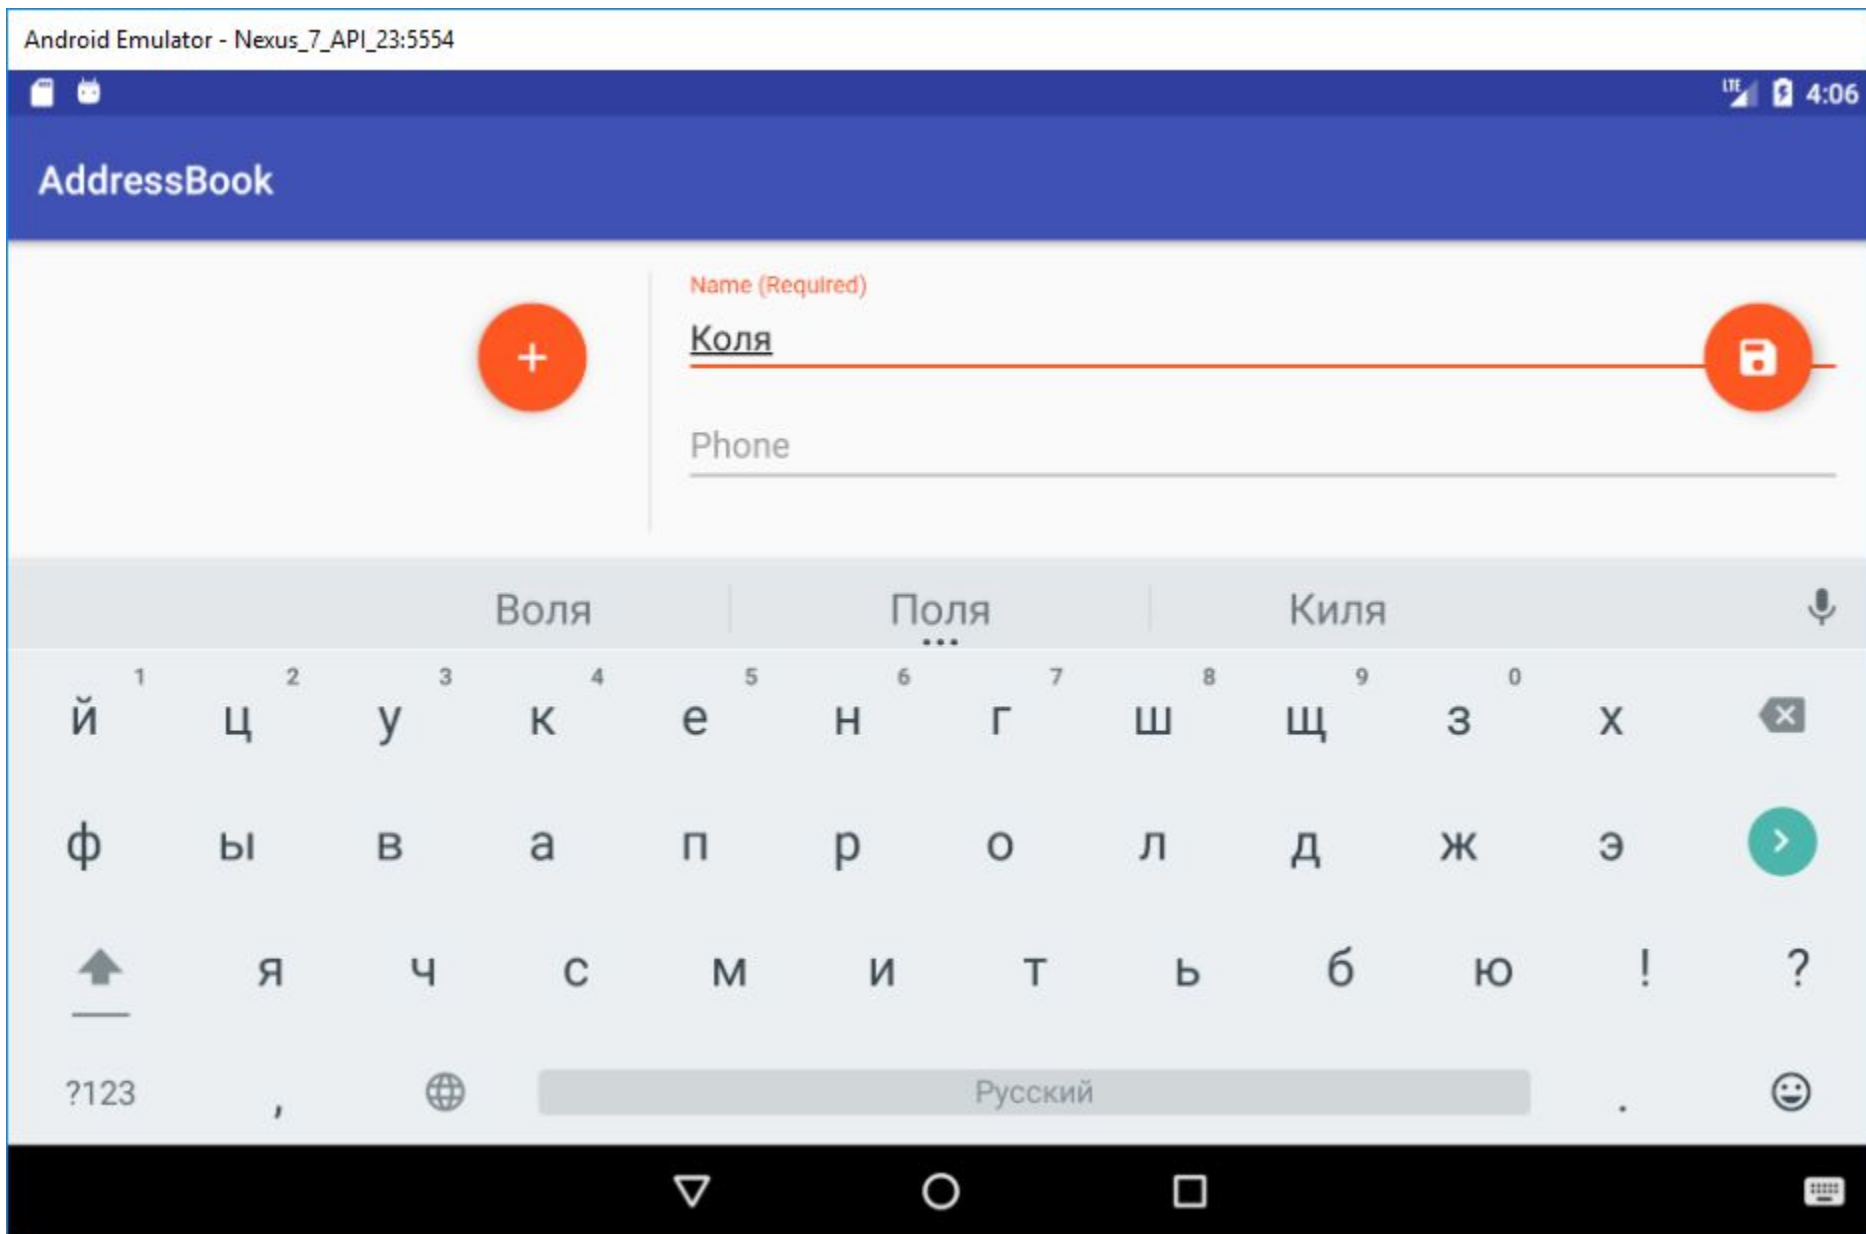 Android Emulator - Nexus_7_API_23:5554
LTE 4:06
AddressBook
Name (Required)
Коля
Phone
Воля Поля Киля
1 2 3 4 5 6 7 8 9 0
й ц у к е н г ш щ з х
ф ы в а п р о л д ж э
я ч с м и т ь б ю ! ?
?123 , Русский .